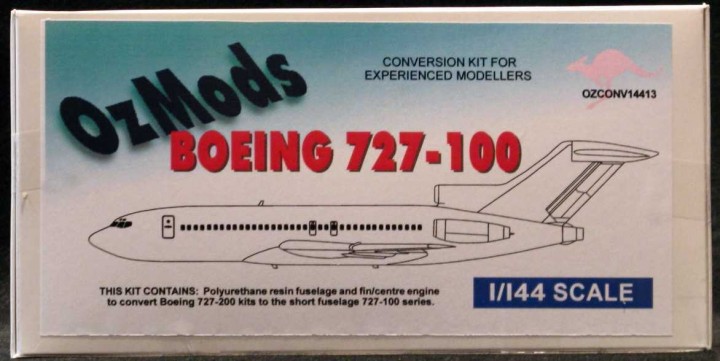 OzMods
CONVERSION KIT FOR
EXPERIENCED MODELLERS
OZCONV14413
BOEING 727-100
THIS KIT CONTAINS: Polyurethane resin fuselage and fin/centre engine
to convert Boeing 727-200 kits to the short fuselage 727-100 series.
1/144 SCALE